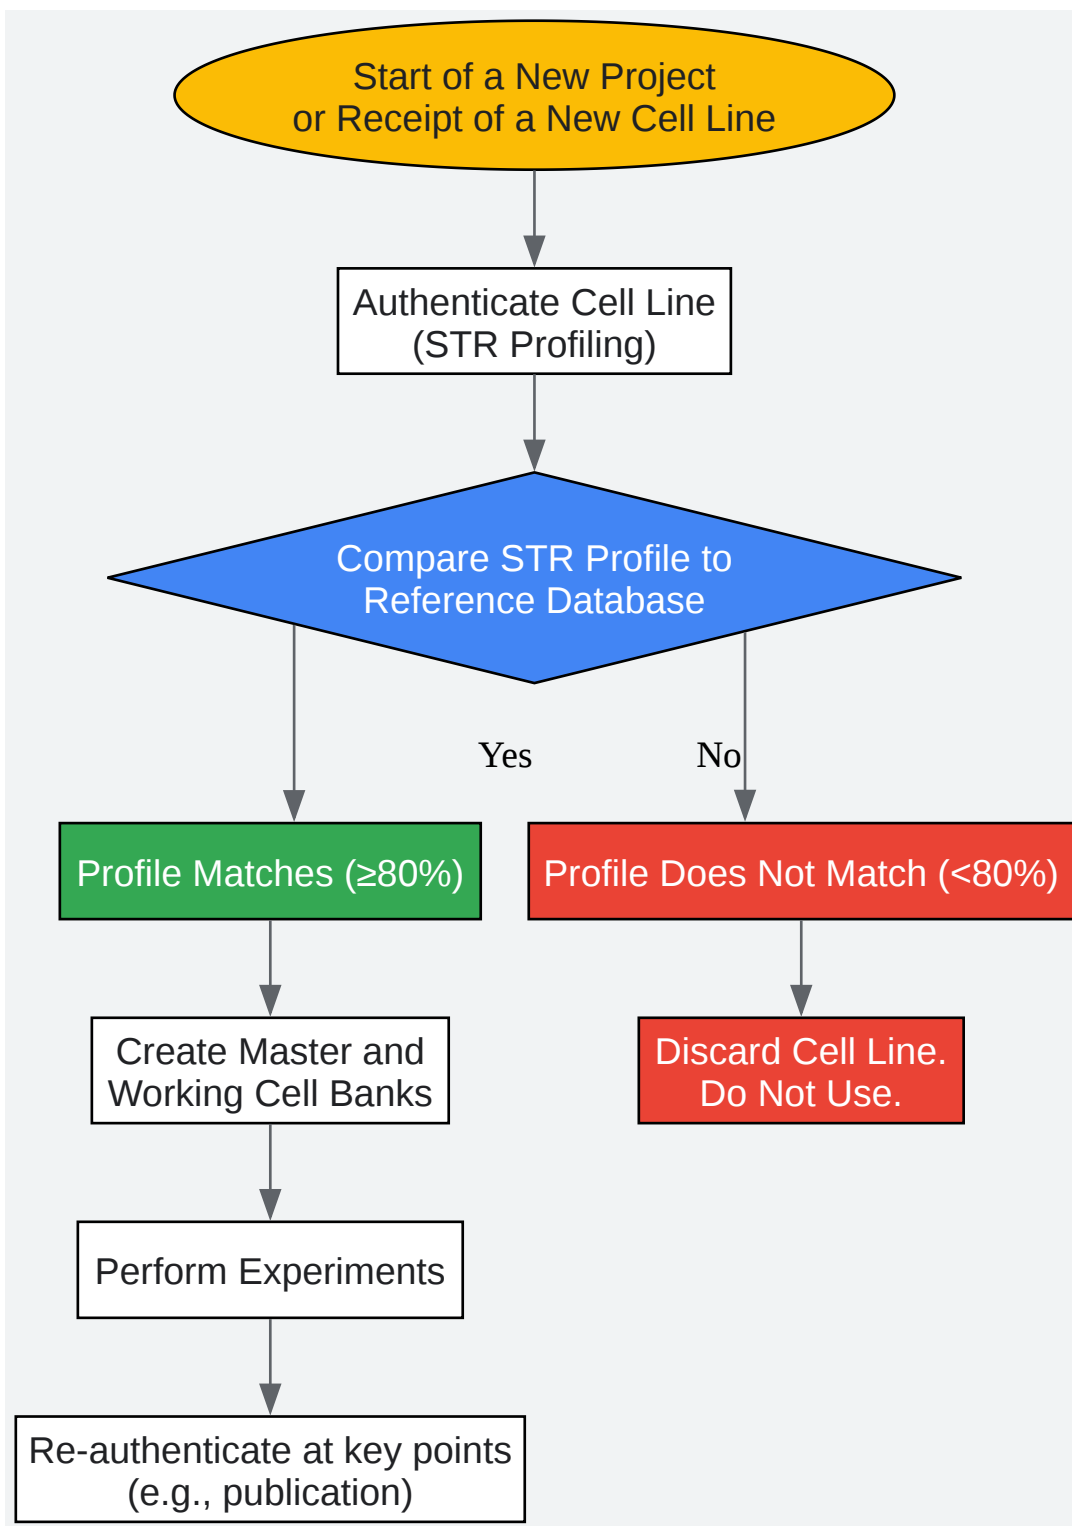 Start of a New Project
or Receipt of a New Cell Line
Authenticate Cell Line
(STR Profiling)
Compare STR Profile to
Reference Database
Yes
No
Profile Matches (≥80%)
Profile Does Not Match (<80%)
Create Master and
Working Cell Banks
Discard Cell Line.
Do Not Use.
Perform Experiments
Re-authenticate at key points
(e.g., publication)